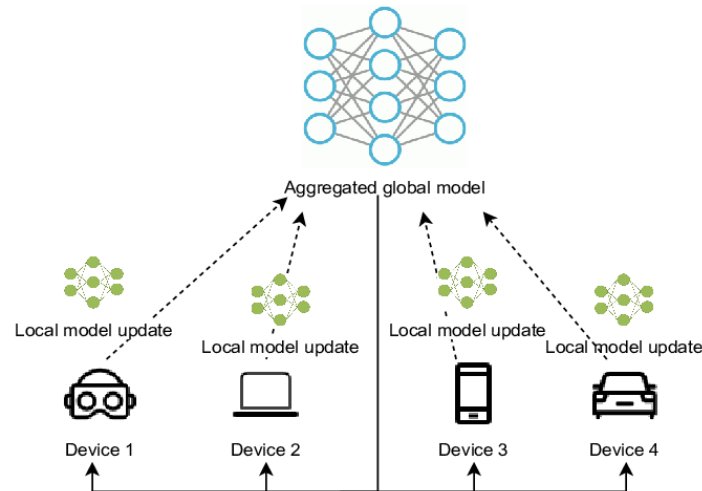 Aggregated global model
Local model update
Local model update
Local model update
Local model update
Device 1
Device 2
Device 3
Device 4